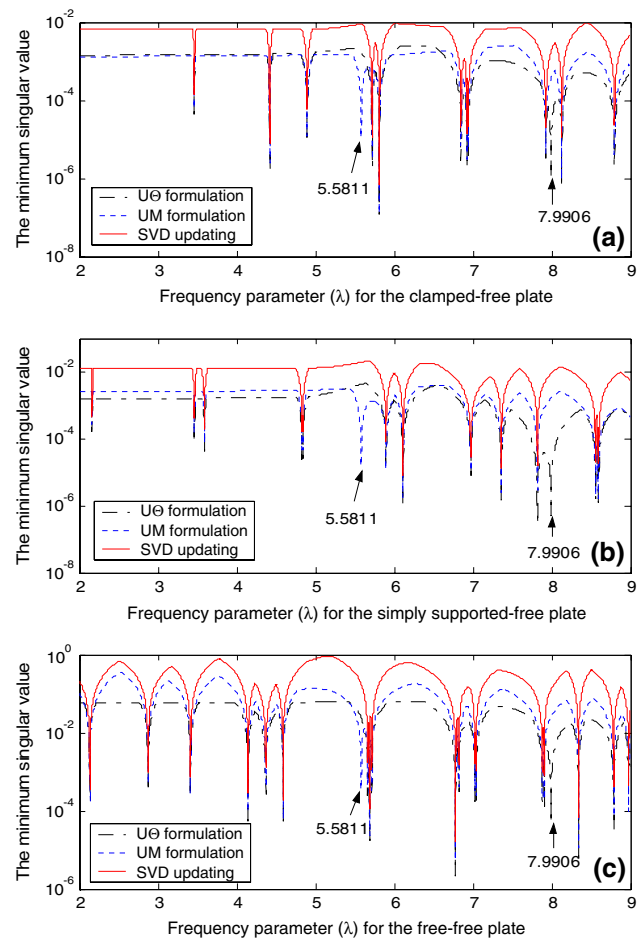 10^-2
10^-4
10^-6
10^-8
The minimum singular value
UΘ formulation
UM formulation
SVD updating
5.5811
7.9906
(a)
2 3 4 5 6 7 8 9
Frequency parameter (λ) for the clamped-free plate
10^-2
10^-4
10^-6
10^-8
The minimum singular value
UΘ formulation
UM formulation
SVD updating
5.5811
7.9906
(b)
2 3 4 5 6 7 8 9
Frequency parameter (λ) for the simply supported-free plate
10^0
10^-2
10^-4
10^-6
The minimum singular value
UΘ formulation
UM formulation
SVD updating
5.5811
7.9906
(c)
2 3 4 5 6 7 8 9
Frequency parameter (λ) for the free-free plate